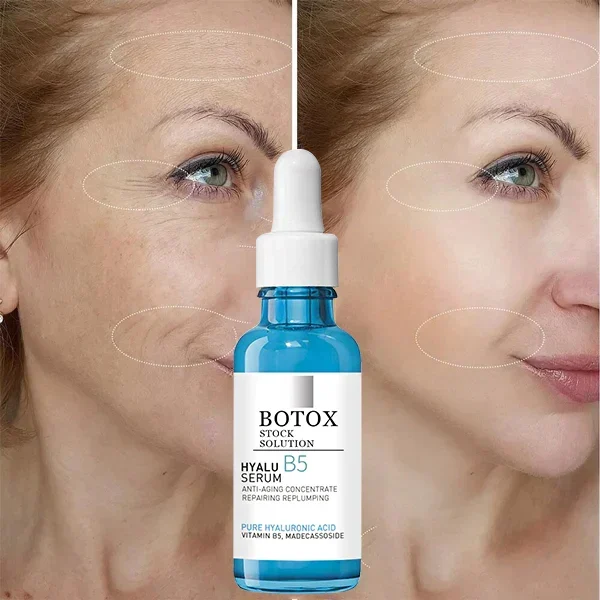 BOTOX
STOCK
SOLUTION
HYALU B5
SERUM
ANTI-AGING CONCENTRATE
REPAIRING REPLUMPING
PURE HYALURONIC ACID
VITAMIN B5, MADECASSOSIDE